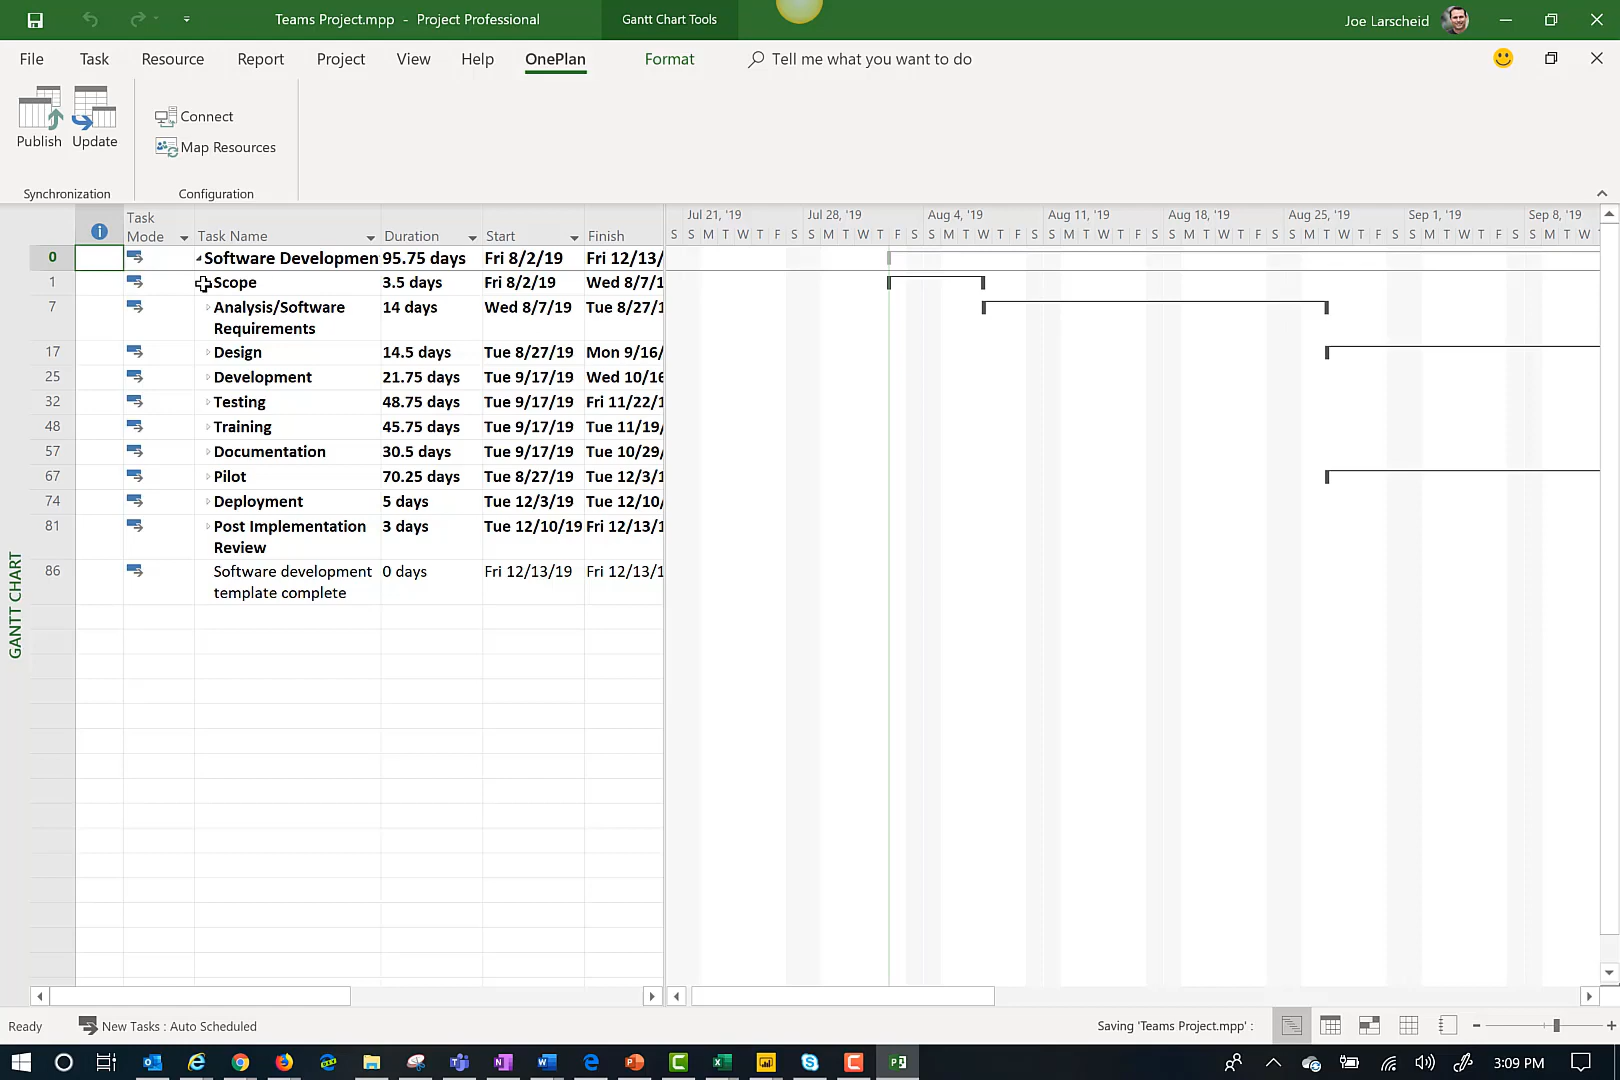 Teams Project.mpp - Project Professional
Gantt Chart Tools
Joe Larscheid
File Task Resource Report Project View Help OnePlan Format Tell me what you want to do
Publish Update
Connect
Map Resources
Synchronization Configuration
Task Mode Task Name Duration Start Finish
Jul 21, '19 Jul 28, '19 Aug 4, '19 Aug 11, '19 Aug 18, '19 Aug 25, '19 Sep 1, '19 Sep 8, '19
S S M T W T F S S M T W T F S S M T W T F S S M T W T F S S M T W T F S S M T W T F S S M T W T F S S M T W
0 Software Developmen 95.75 days Fri 8/2/19 Fri 12/13/
1 Scope 3.5 days Fri 8/2/19 Wed 8/7/1
7 Analysis/Software 14 days Wed 8/7/19 Tue 8/27/1
Requirements
17 Design 14.5 days Tue 8/27/19 Mon 9/16/
25 Development 21.75 days Tue 9/17/19 Wed 10/16
32 Testing 48.75 days Tue 9/17/19 Fri 11/22/1
48 Training 45.75 days Tue 9/17/19 Tue 11/19/
57 Documentation 30.5 days Tue 9/17/19 Tue 10/29/
67 Pilot 70.25 days Tue 8/27/19 Tue 12/3/1
74 Deployment 5 days Tue 12/3/19 Tue 12/10/
81 Post Implementation 3 days Tue 12/10/19 Fri 12/13/1
Review
86 Software development 0 days Fri 12/13/19 Fri 12/13/1
template complete
GANTT CHART
Ready New Tasks : Auto Scheduled Saving 'Teams Project.mpp' :
3:09 PM